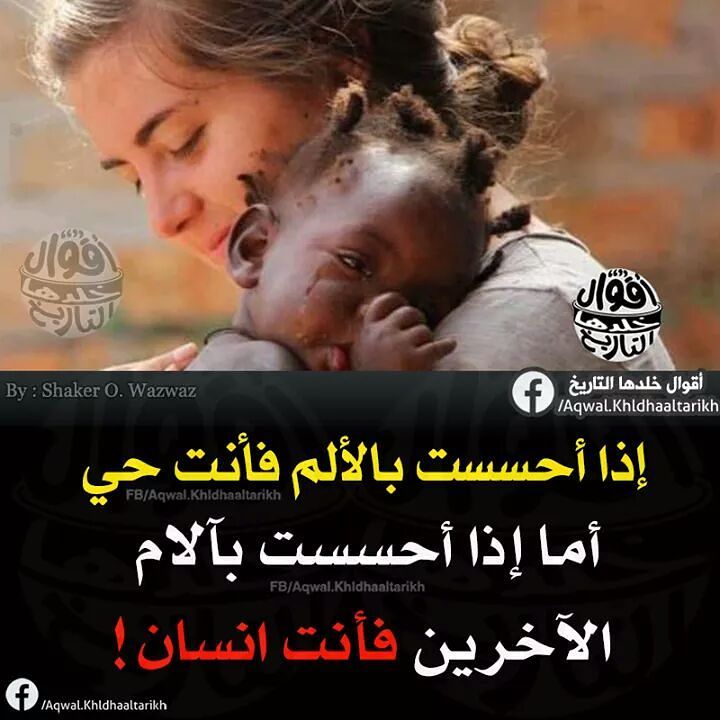 أقوال
خلدها
التاريخ
أقوال
خلدها
التاريخ
By : Shaker O. Wazwaz
أقوال خلدها التاريخ
/Aqwal.Khldhaaltarikh
إذا أحسست بالألم فأنت حي
FB/Aqwal.Khldhaaltarikh
أما إذا أحسست بآلام
FB/Aqwal.Khldhaaltarikh
الآخرين فأنت انسان !
/Aqwal.Khldhaaltarikh